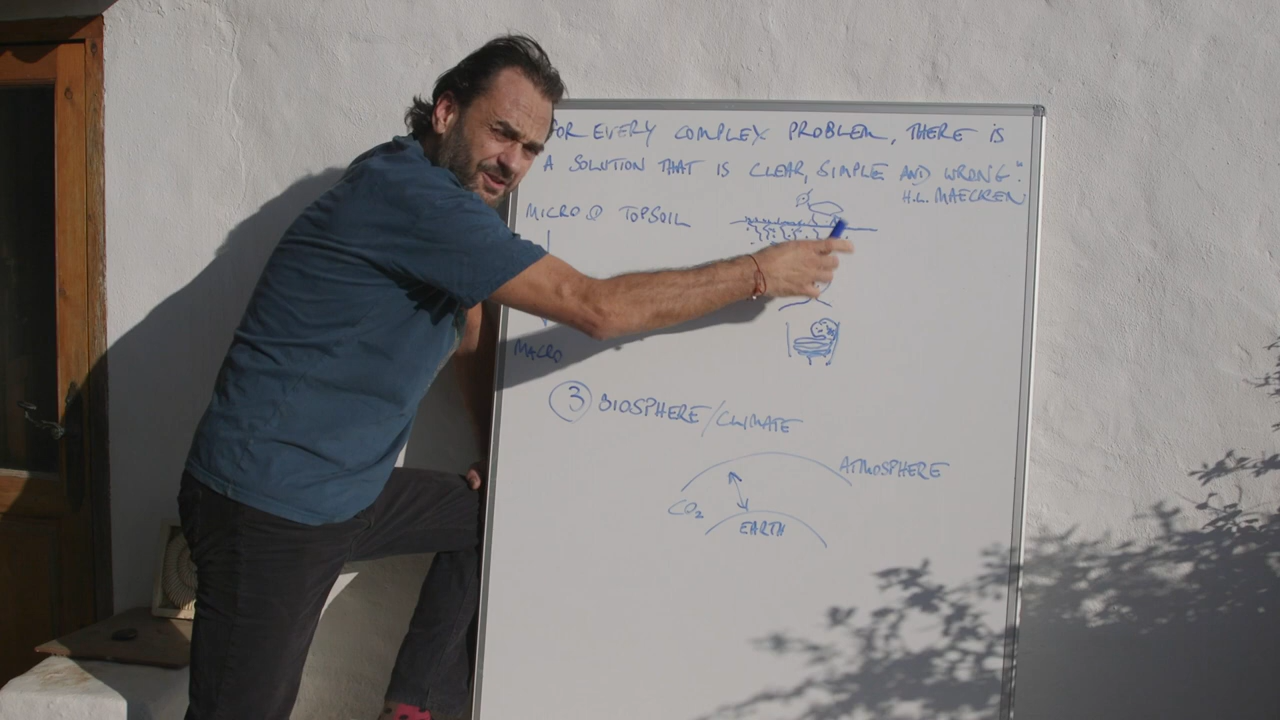 FOR EVERY COMPLEX PROBLEM, THERE IS
A SOLUTION THAT IS CLEAR, SIMPLE AND WRONG."
H.L. MAECKREN
MICRO ① TOPSOIL
MACRO
③ BIOSPHERE/CLIMATE
ATMOSPHERE
CO₂
EARTH